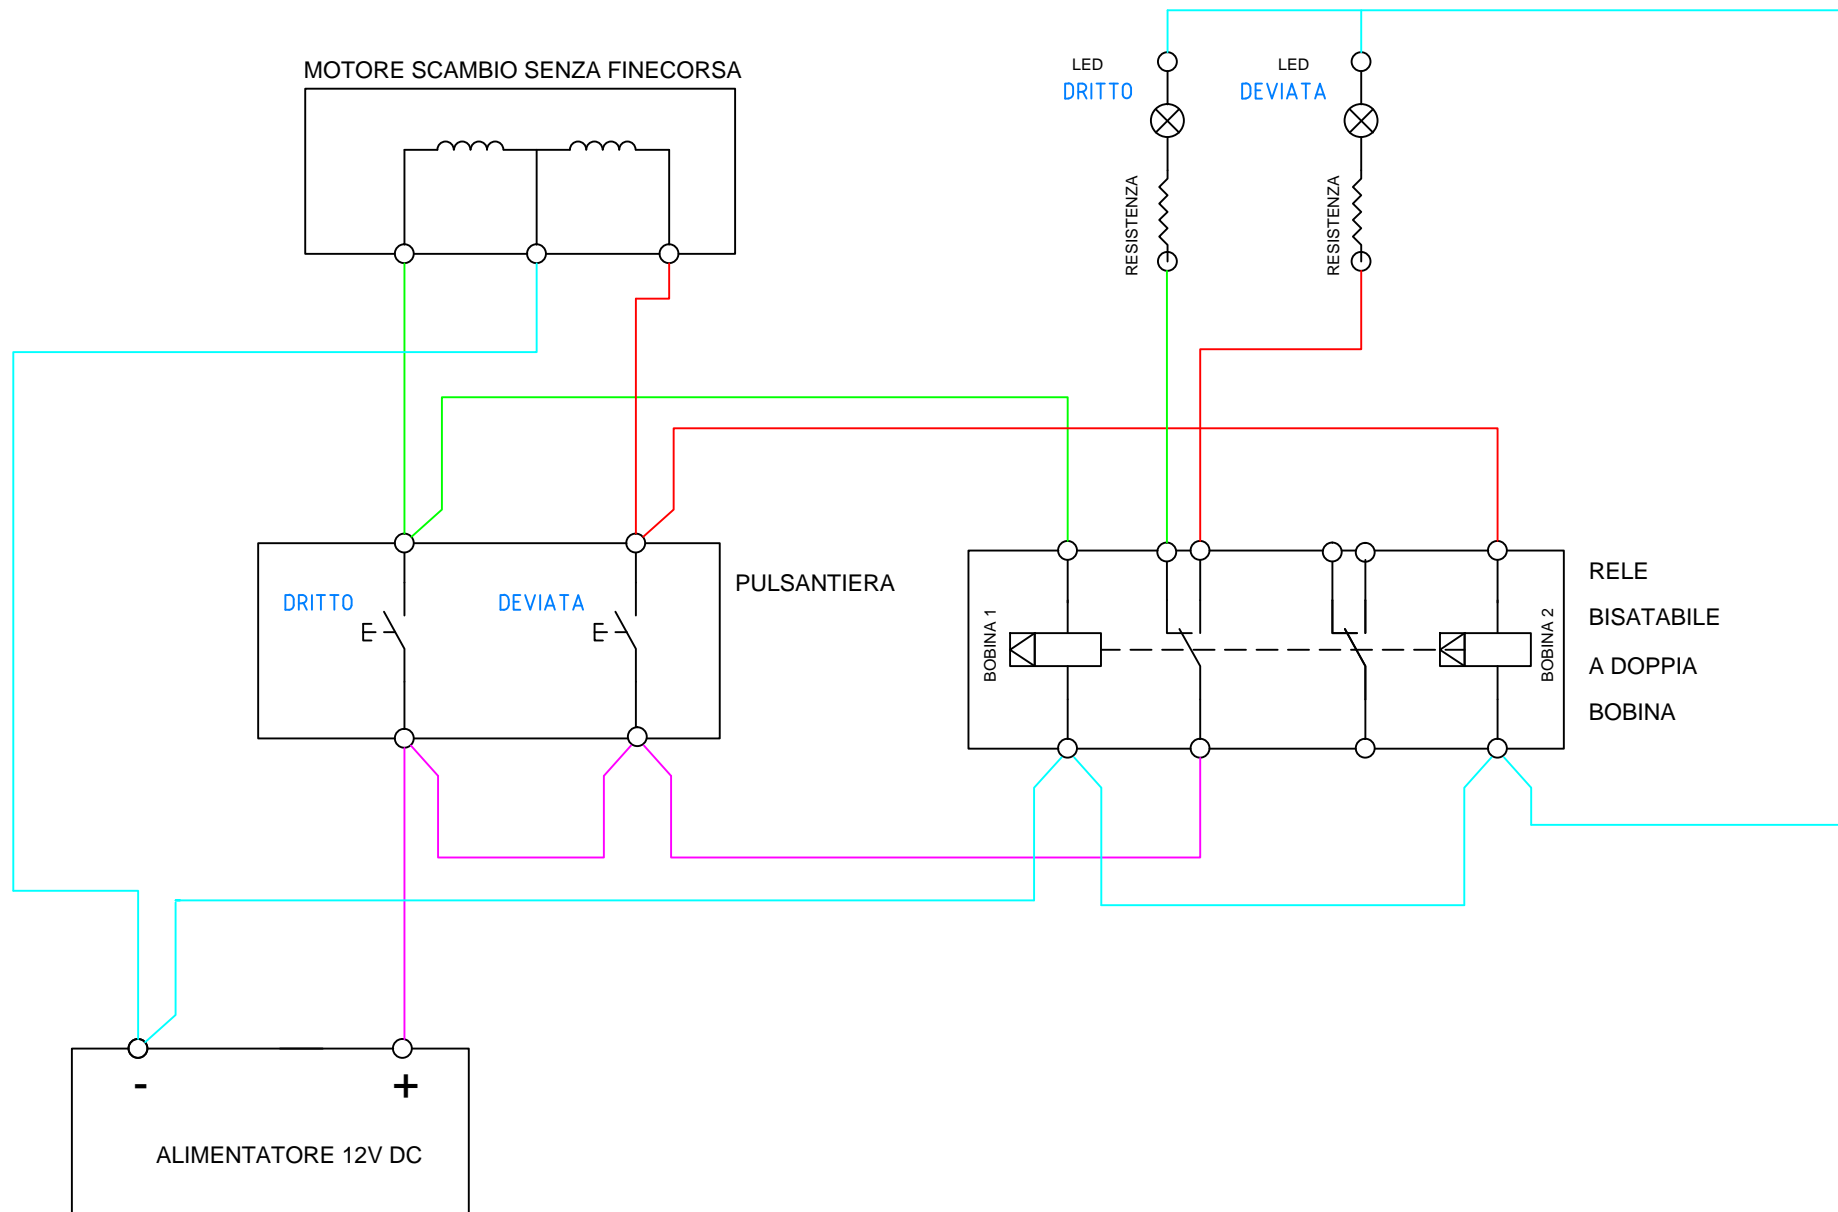 MOTORE SCAMBIO SENZA FINECORSA
LED
DRITTO
LED
DEVIATA
RESISTENZA
RESISTENZA
DRITTO
DEVIATA
PULSANTIERA
BOBINA 1
BOBINA 2
RELE
BISATABILE
A DOPPIA
BOBINA
- +
ALIMENTATORE 12V DC